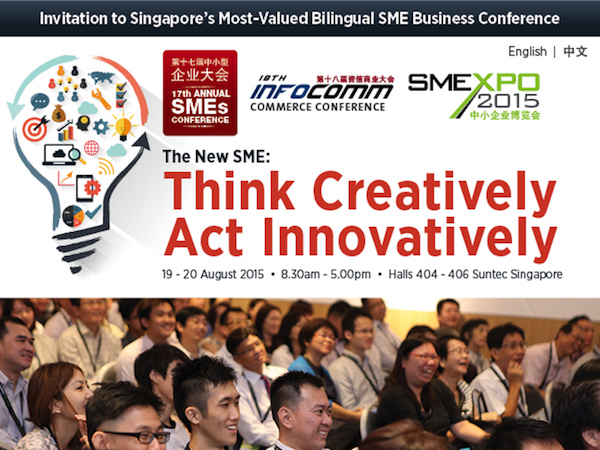 Invitation to Singapore's Most-Valued Bilingual SME Business Conference
English | 中文
第十七届中小型
企业大会
17th ANNUAL
SMEs
CONFERENCE
18TH 第十八届资信商业大会
INFOCOMM
COMMERCE CONFERENCE
SMEXPO
2015
中小企业博览会
The New SME:
Think Creatively
Act Innovatively
19 - 20 August 2015 • 8.30am - 5.00pm • Halls 404 - 406 Suntec Singapore